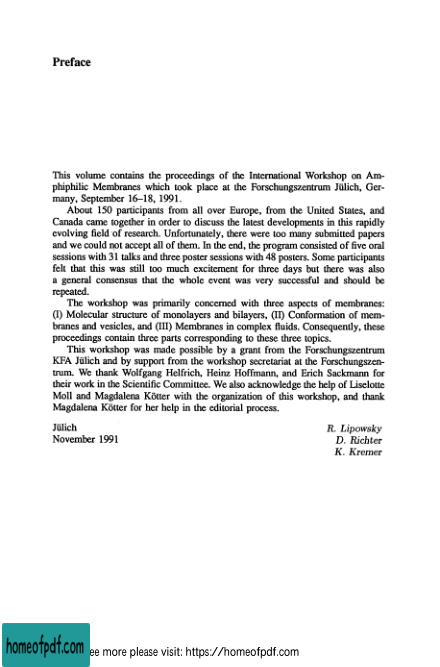 Preface
This volume contains the proceedings of the International Workshop on Am-
phiphilic Membranes which took place at the Forschungszentrum Jülich, Ger-
many, September 16–18, 1991.
About 150 participants from all over Europe, from the United States, and
Canada came together in order to discuss the latest developments in this rapidly
evolving field of research. Unfortunately, there were too many submitted papers
and we could not accept all of them. In the end, the program consisted of five oral
sessions with 31 talks and three poster sessions with 48 posters. Some participants
felt that this was still too much excitement for three days but there was also
a general consensus that the whole event was very successful and should be
repeated.
The workshop was primarily concerned with three aspects of membranes:
(I) Molecular structure of monolayers and bilayers, (II) Conformation of mem-
branes and vesicles, and (III) Membranes in complex fluids. Consequently, these
proceedings contain three parts corresponding to these three topics.
This workshop was made possible by a grant from the Forschungszentrum
KFA Jülich and by support from the workshop secretariat at the Forschungszen-
trum. We thank Wolfgang Helfrich, Heinz Hoffmann, and Erich Sackmann for
their work in the Scientific Committee. We also acknowledge the help of Liselotte
Moll and Magdalena Kötter with the organization of this workshop, and thank
Magdalena Kötter for her help in the editorial process.
Jülich R. Lipowsky
November 1991 D. Richter
K. Kremer
homeofpdf.com ee more please visit: https://homeofpdf.com